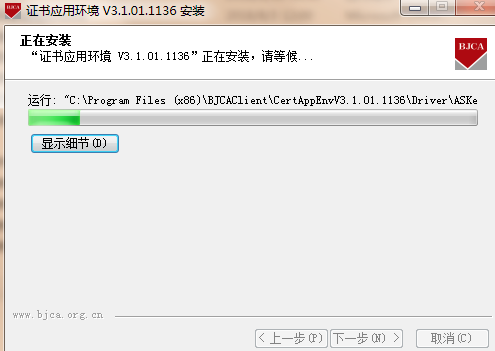 证书应用环境 V3.1.01.1136 安装
正在安装
“证书应用环境 V3.1.01.1136”正在安装，请等候...
BJCA
运行: "C:\Program Files (x86)\BJCAClient\CertAppEnvV3.1.01.1136\Driver\ASKe
显示细节(D)
www.bjca.org.cn
< 上一步(P) 下一步(N) > 取消(C)